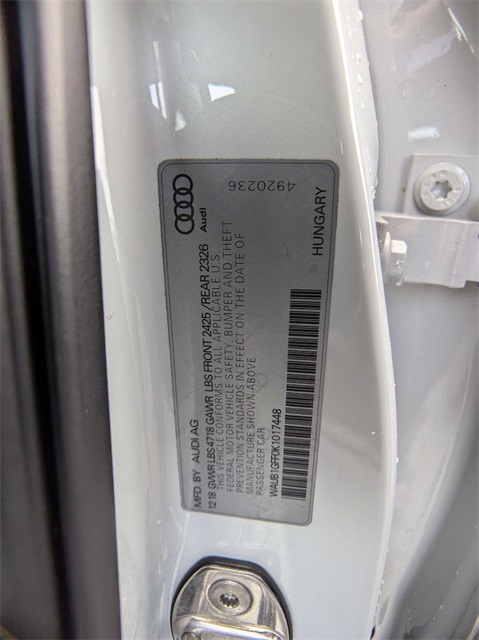 MFD. BY AUDI AG
12.18 GVWR LBS 4718 GAWR LBS FRONT 2425 / REAR 2326
THIS VEHICLE CONFORMS TO ALL APPLICABLE U.S
FEDERAL MOTOR VEHICLE SAFETY, BUMPER AND THEFT
PREVENTION STANDARDS IN EFFECT ON THE DATE OF
MANUFACTURE SHOWN ABOVE
PASSENGER CAR
WAUB1GFF0K1017448
HUNGARY
Audi
4920236